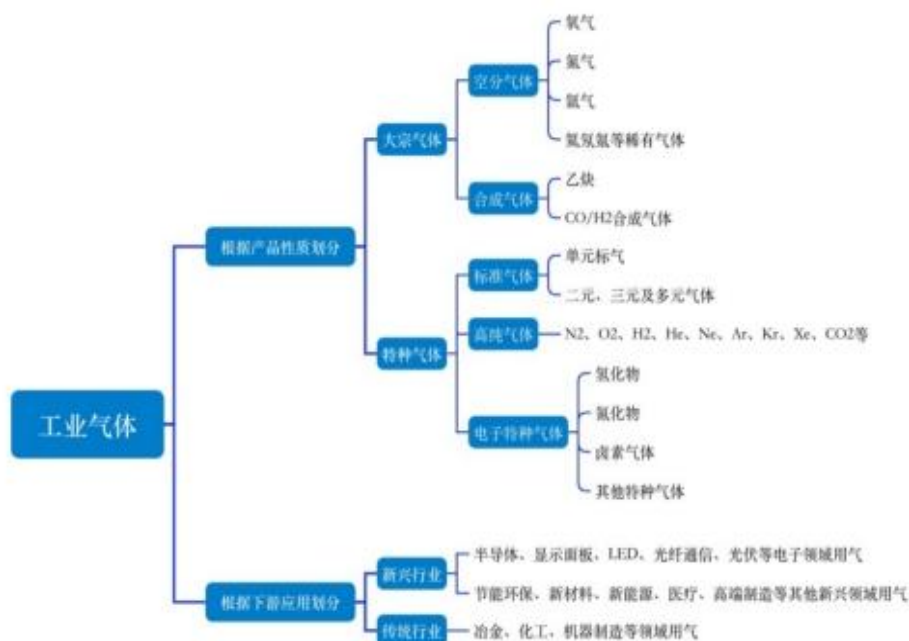 氧气
氮气
空分气体
氩气
大宗气体
等稀有气体
乙炔
合成气体
CO/H2合成气体
根据产品性质划分
单元标气
标准气体
二元、三元及多元气体
特种气体
高纯气体
N2、O2、H2、He、Ne、Ar、Kr、Xe、CO2等
氢化物
工业气体
电子特种气体
卤素气体
其他特种气体
半导体、显示面板、LED、光纤通信、光伏等电子领域用气
新兴行业
节能环保、新材料、新能源、医疗、高端制造等其他新兴领域用气
根据下游应用划分
传统行业
冶金、化工、机器制造等领域用气